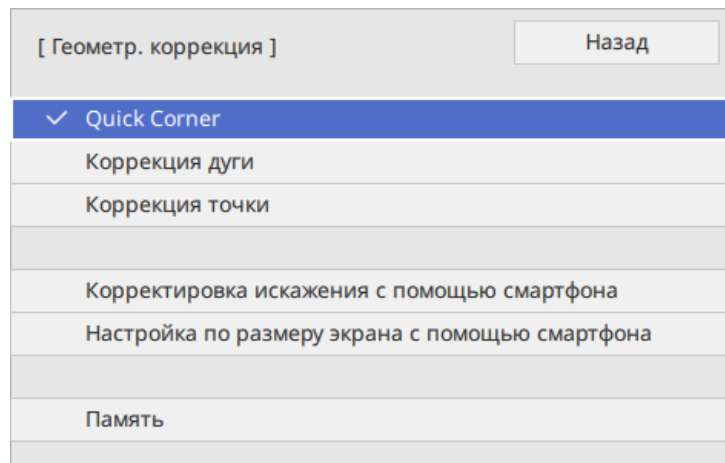 [ Геометр. коррекция ]
Назад
Quick Corner
Коррекция дуги
Коррекция точки
Корректировка искажения с помощью смартфона
Настройка по размеру экрана с помощью смартфона
Память